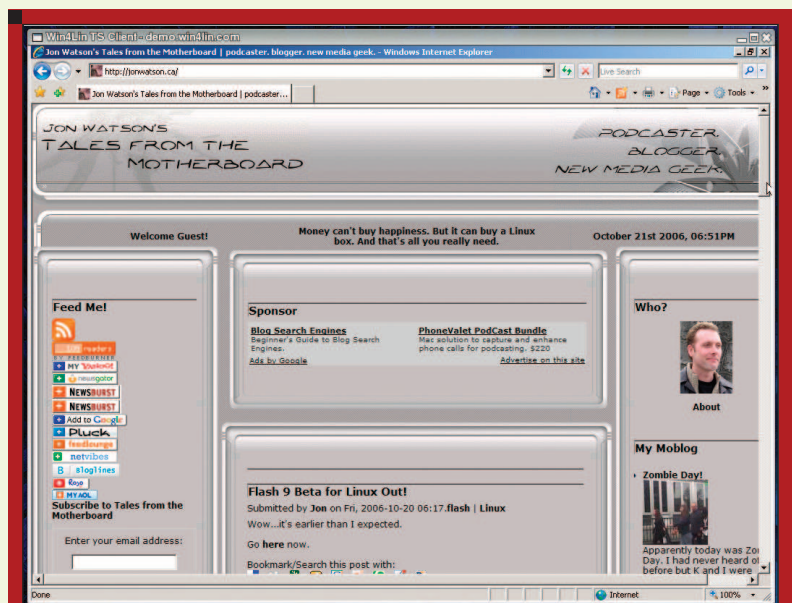 Win4Lin TS Client - demo.win4lin.com
Jon Watson's Tales from the Motherboard | podcaster. blogger. new media geek. - Windows Internet Explorer
http://jonwatson.ca/
Live Search
Jon Watson's Tales from the Motherboard | podcaster...
Page
Tools
JON WATSON'S
TALES FROM THE
MOTHERBOARD
PODCASTER.
BLOGGER.
NEW MEDIA GEEK.
Welcome Guest!
Money can't buy happiness. But it can buy a Linux
box. And that's all you really need.
October 21st 2006, 06:51PM
Feed Me!
readers
BY FEEDBURNER
MY YAHOO!
newsgator
NEWSBURST
NEWSBURST
Add to Google
Pluck
feedlounge
netvibes
Bloglines
Rojo
MY AOL
Subscribe to Tales from the
Motherboard
Enter your email address:
Sponsor
Blog Search Engines
Beginner's Guide to Blog Search
Engines.
PhoneValet PodCast Bundle
Mac solution to capture and enhance
phone calls for podcasting, $220
Ads by Google
Advertise on this site
Flash 9 Beta for Linux Out!
Submitted by Jon on Fri, 2006-10-20 06:17.flash | Linux
Wow...it's earlier than I expected.
Go here now.
Bookmark/Search this post with:
Who?
About
My Moblog
Zombie Day!
Apparently today was Zo
Day. I had never heard o
before but K and I were
Done
Internet
100%